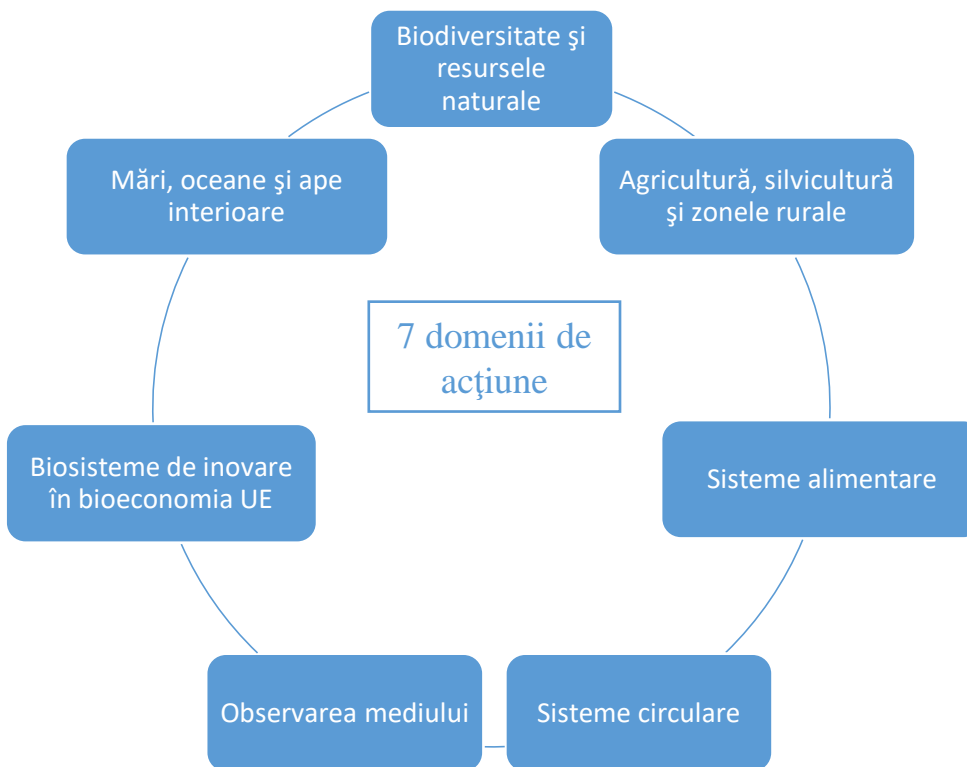 Biodiversitate şi
resursele
naturale
Mări, oceane şi ape
interioare
Agricultură, silvicultură
şi zonele rurale
7 domenii de
acţiune
Biosisteme de inovare
în bioeconomia UE
Sisteme alimentare
Observarea mediului
Sisteme circulare